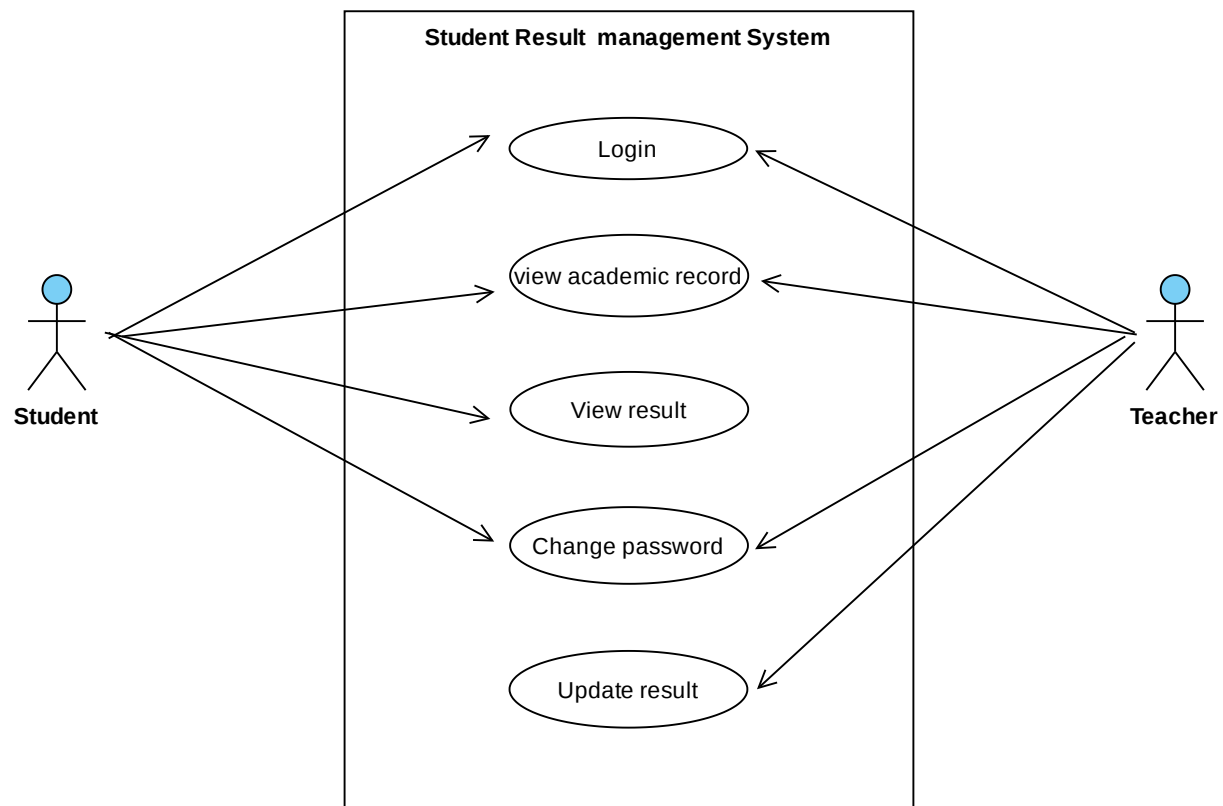 Student Result  management System
Login
view academic record
View result
Student
Teacher
Change password
Update result